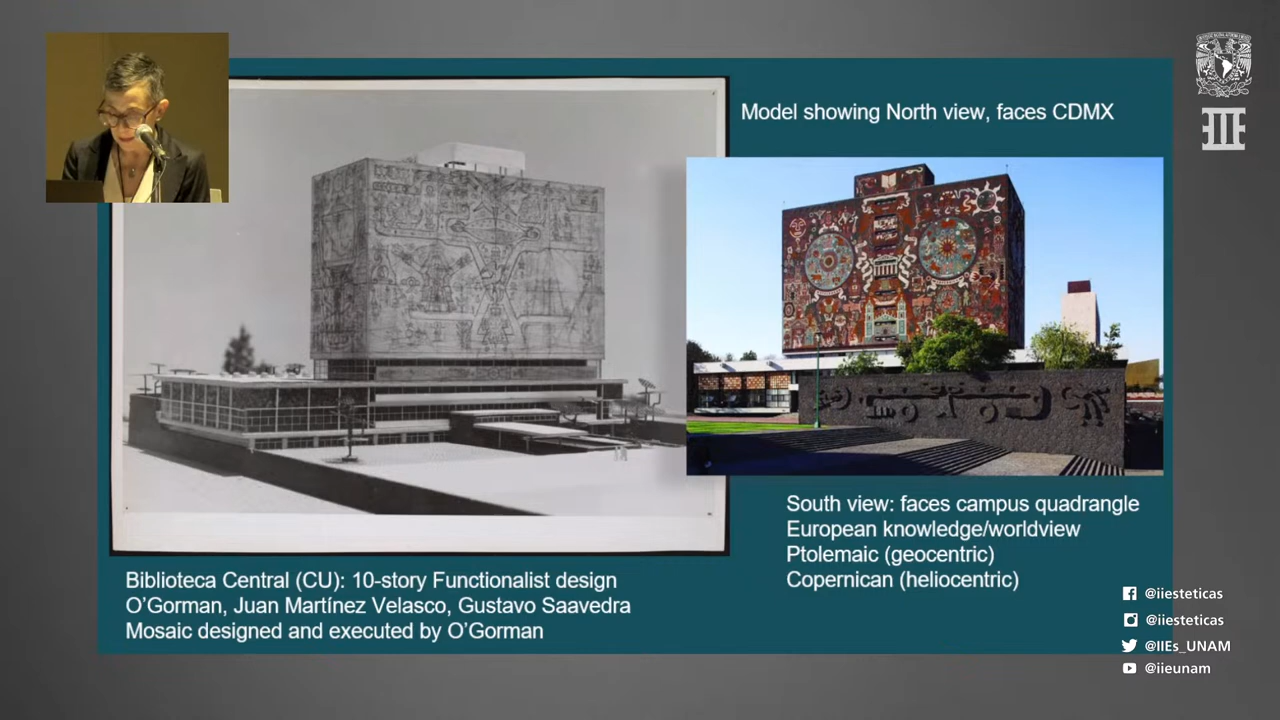 Model showing North view, faces CDMX
South view: faces campus quadrangle
European knowledge/worldview
Ptolemaic (geocentric)
Copernican (heliocentric)
Biblioteca Central (CU): 10-story Functionalist design
O'Gorman, Juan Martínez Velasco, Gustavo Saavedra
Mosaic designed and executed by O'Gorman
@iiesteticas
@iiesteticas
@IIEs_UNAM
@iieunam